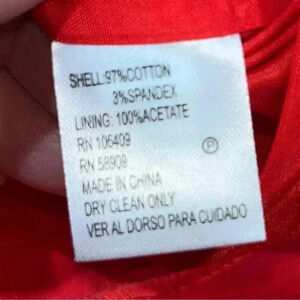 SHELL:97%COTTON
3%SPANDEX
LINING: 100%ACETATE
RN 106409
RN 58909
P
MADE IN CHINA
DRY CLEAN ONLY
VER AL DORSO PARA CUIDADO